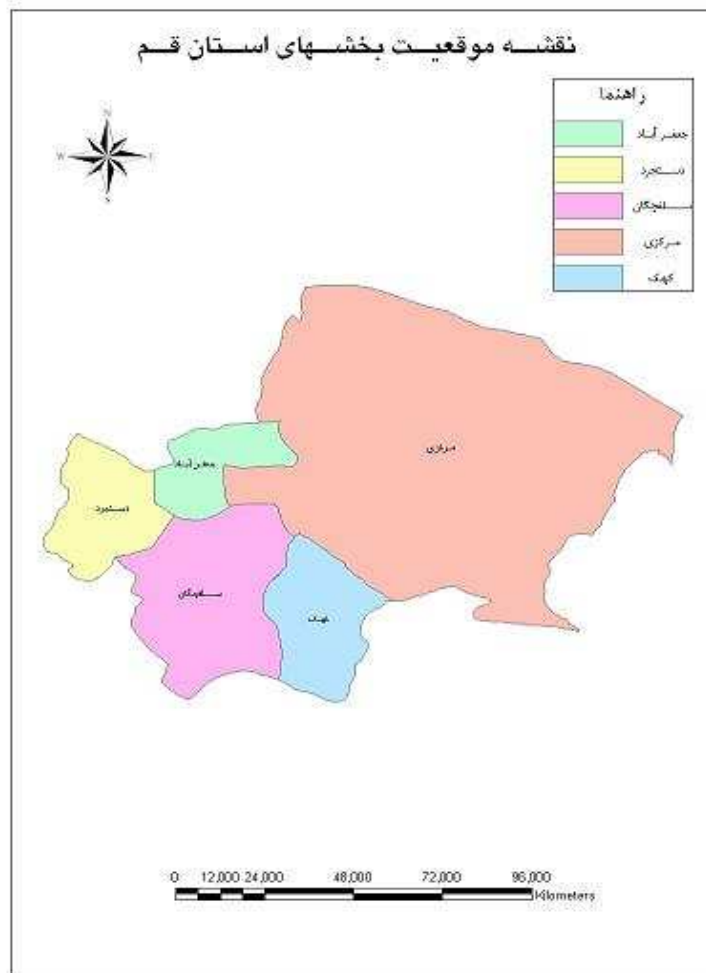 نقشه موقعیت بخشهای استان قم
راهنما
جعفرآباد
دستجرد
سلفچگان
مرکزی
کهک
N
W E
S
مرکزی
جعفرآباد
دستجرد
سلفچگان
کهک
0 12,000 24,000 48,000 72,000 96,000
Kilometers